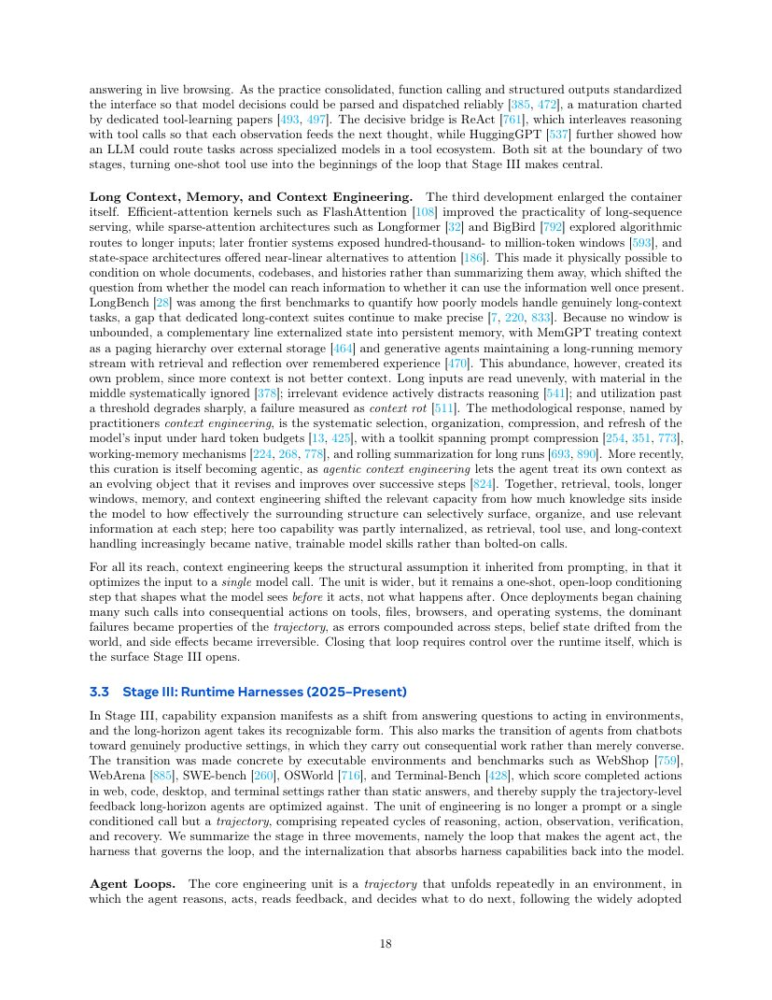 answering in live browsing. As the practice consolidated, function calling and structured outputs standardized
the interface so that model decisions could be parsed and dispatched reliably [385, 472], a maturation charted
by dedicated tool-learning papers [493, 497]. The decisive bridge is ReAct [761], which interleaves reasoning
with tool calls so that each observation feeds the next thought, while HuggingGPT [537] further showed how
an LLM could route tasks across specialized models in a tool ecosystem. Both sit at the boundary of two
stages, turning one-shot tool use into the beginnings of the loop that Stage III makes central.
Long Context, Memory, and Context Engineering. The third development enlarged the container
itself. Efficient-attention kernels such as FlashAttention [108] improved the practicality of long-sequence
serving, while sparse-attention architectures such as Longformer [32] and BigBird [792] explored algorithmic
routes to longer inputs; later frontier systems exposed hundred-thousand- to million-token windows [593], and
state-space architectures offered near-linear alternatives to attention [186]. This made it physically possible to
condition on whole documents, codebases, and histories rather than summarizing them away, which shifted the
question from whether the model can reach information to whether it can use the information well once present.
LongBench [28] was among the first benchmarks to quantify how poorly models handle genuinely long-context
tasks, a gap that dedicated long-context suites continue to make precise [7, 220, 833]. Because no window is
unbounded, a complementary line externalized state into persistent memory, with MemGPT treating context
as a paging hierarchy over external storage [464] and generative agents maintaining a long-running memory
stream with retrieval and reflection over remembered experience [470]. This abundance, however, created its
own problem, since more context is not better context. Long inputs are read unevenly, with material in the
middle systematically ignored [378]; irrelevant evidence actively distracts reasoning [541]; and utilization past
a threshold degrades sharply, a failure measured as context rot [511]. The methodological response, named by
practitioners context engineering, is the systematic selection, organization, compression, and refresh of the
model's input under hard token budgets [13, 425], with a toolkit spanning prompt compression [254, 351, 773],
working-memory mechanisms [224, 268, 778], and rolling summarization for long runs [693, 890]. More recently,
this curation is itself becoming agentic, as agentic context engineering lets the agent treat its own context as
an evolving object that it revises and improves over successive steps [824]. Together, retrieval, tools, longer
windows, memory, and context engineering shifted the relevant capacity from how much knowledge sits inside
the model to how effectively the surrounding structure can selectively surface, organize, and use relevant
information at each step; here too capability was partly internalized, as retrieval, tool use, and long-context
handling increasingly became native, trainable model skills rather than bolted-on calls.
For all its reach, context engineering keeps the structural assumption it inherited from prompting, in that it
optimizes the input to a single model call. The unit is wider, but it remains a one-shot, open-loop conditioning
step that shapes what the model sees before it acts, not what happens after. Once deployments began chaining
many such calls into consequential actions on tools, files, browsers, and operating systems, the dominant
failures became properties of the trajectory, as errors compounded across steps, belief state drifted from the
world, and side effects became irreversible. Closing that loop requires control over the runtime itself, which is
the surface Stage III opens.
3.3 Stage III: Runtime Harnesses (2025–Present)
In Stage III, capability expansion manifests as a shift from answering questions to acting in environments,
and the long-horizon agent takes its recognizable form. This also marks the transition of agents from chatbots
toward genuinely productive settings, in which they carry out consequential work rather than merely converse.
The transition was made concrete by executable environments and benchmarks such as WebShop [759],
WebArena [885], SWE-bench [260], OSWorld [716], and Terminal-Bench [428], which score completed actions
in web, code, desktop, and terminal settings rather than static answers, and thereby supply the trajectory-level
feedback long-horizon agents are optimized against. The unit of engineering is no longer a prompt or a single
conditioned call but a trajectory, comprising repeated cycles of reasoning, action, observation, verification,
and recovery. We summarize the stage in three movements, namely the loop that makes the agent act, the
harness that governs the loop, and the internalization that absorbs harness capabilities back into the model.
Agent Loops. The core engineering unit is a trajectory that unfolds repeatedly in an environment, in
which the agent reasons, acts, reads feedback, and decides what to do next, following the widely adopted
18